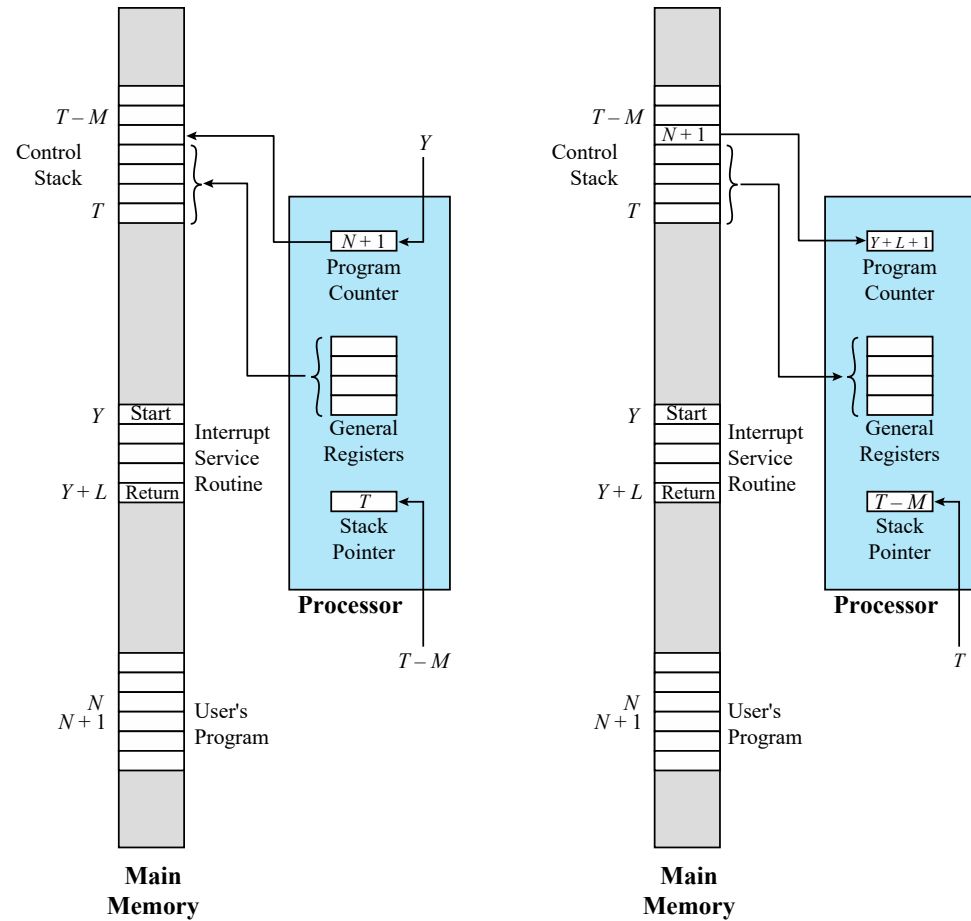 T – M
Control
Stack
T
Y
N + 1
Program
Counter
General
Registers
Y
Start
Interrupt
Service
Routine
Y + L
Return
T
Stack
Pointer
Processor
T – M
N
N + 1
User's
Program
Main
Memory
T – M
N + 1
Control
Stack
T
Y + L + 1
Program
Counter
General
Registers
Y
Start
Interrupt
Service
Routine
Y + L
Return
T – M
Stack
Pointer
Processor
T
N
N + 1
User's
Program
Main
Memory